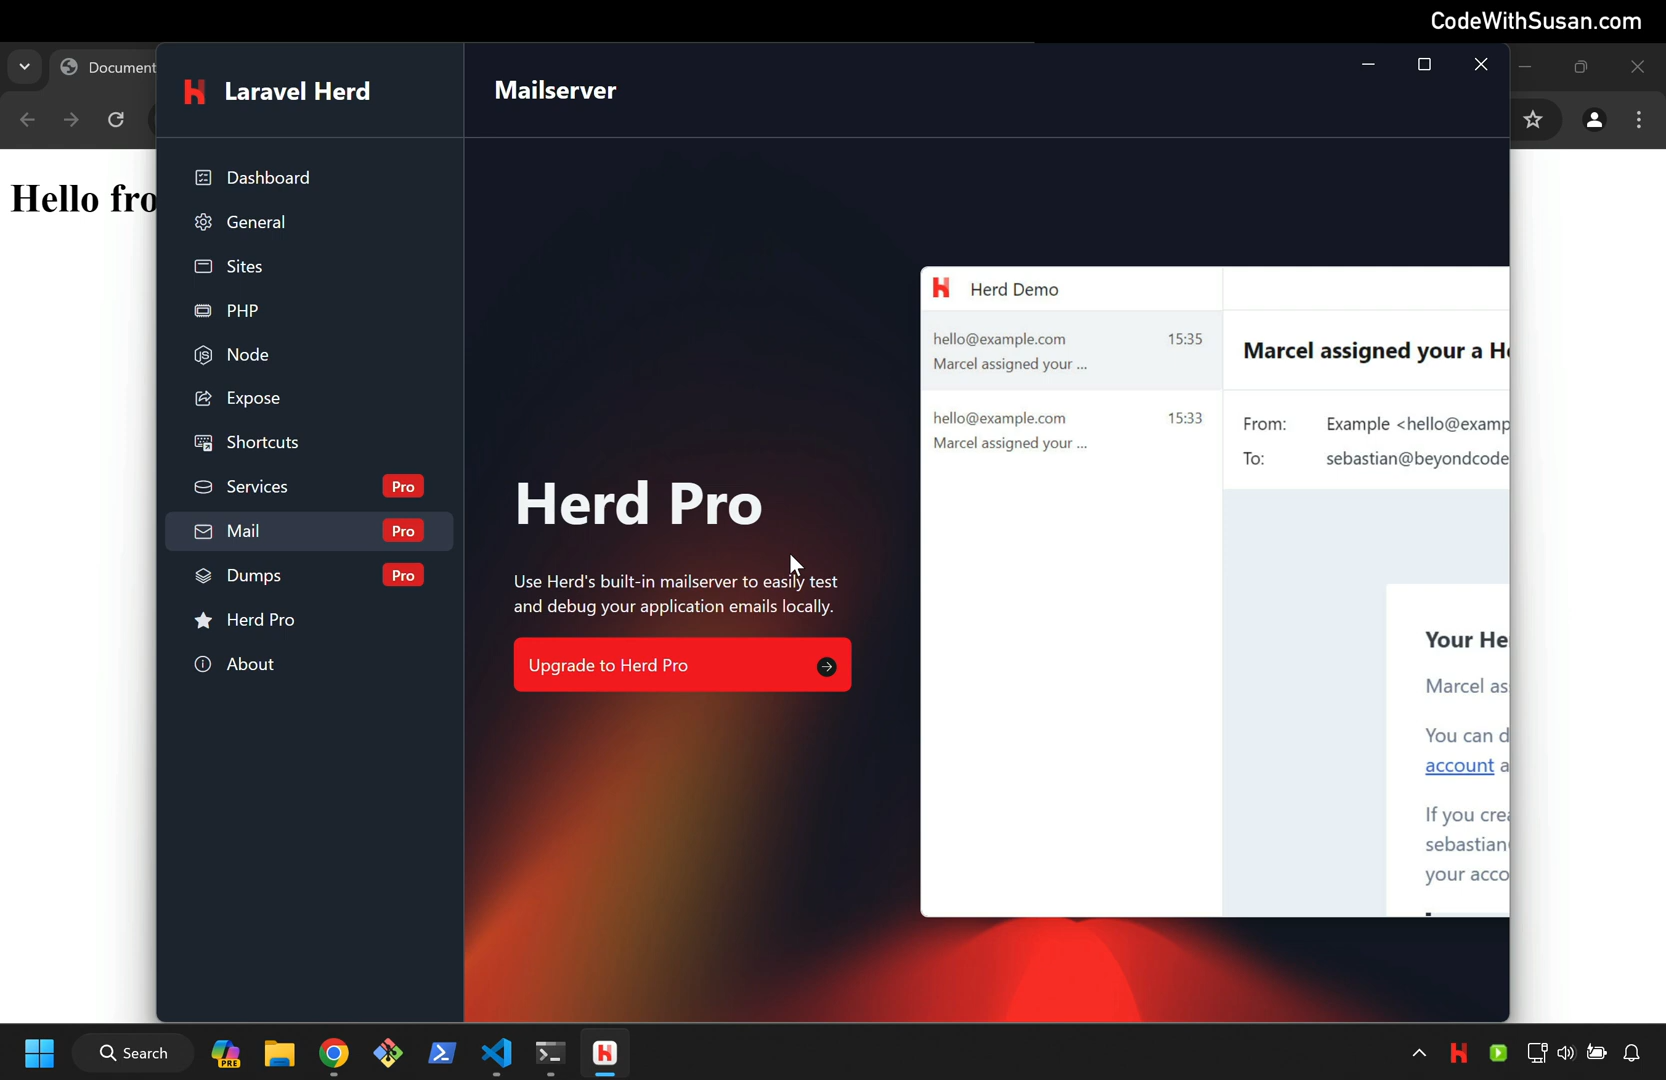 CodeWithSusan.com
Document
Hello fro
Laravel Herd
Mailserver
Dashboard
General
Sites
PHP
Node
Expose
Shortcuts
Services Pro
Mail Pro
Dumps Pro
Herd Pro
About
Herd Pro
Use Herd's built-in mailserver to easily test
and debug your application emails locally.
Upgrade to Herd Pro
Herd Demo
hello@example.com 15:35
Marcel assigned your ...
hello@example.com 15:33
Marcel assigned your ...
Marcel assigned your a He
From: Example <hello@examp
To: sebastian@beyondcode
Your He
Marcel as
You can d
account a
If you crea
sebastian
your acco
Search
PRE